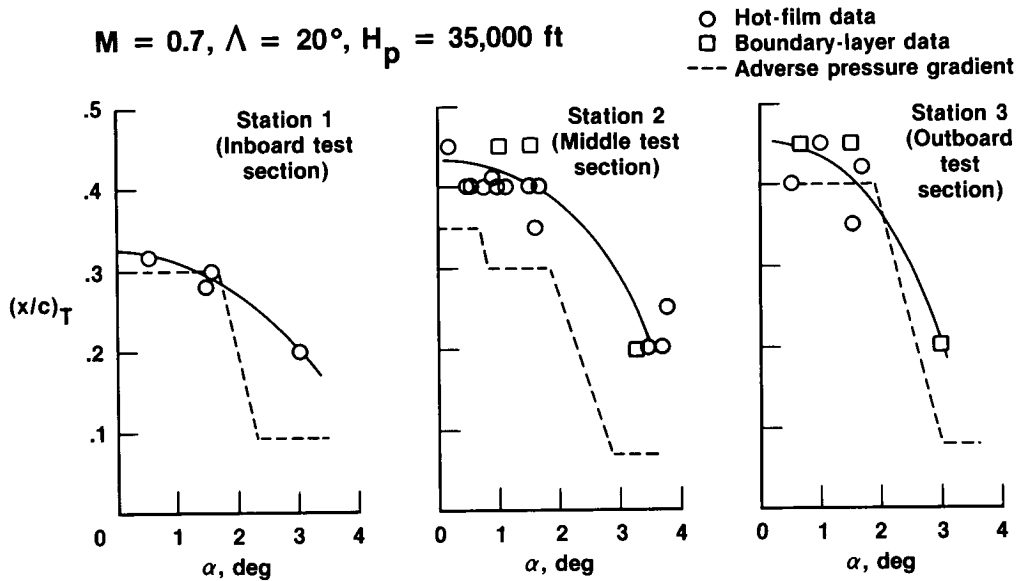 M = 0.7, Λ = 20°, Hp = 35,000 ft
Hot-film data
Boundary-layer data
Adverse pressure gradient
Station 1
(Inboard test
section)
Station 2
(Middle test
section)
Station 3
(Outboard
test
section)
(x/c)T
.5
.4
.3
.2
.1
0 1 2 3 4
0 1 2 3 4
0 1 2 3 4
α, deg
α, deg
α, deg